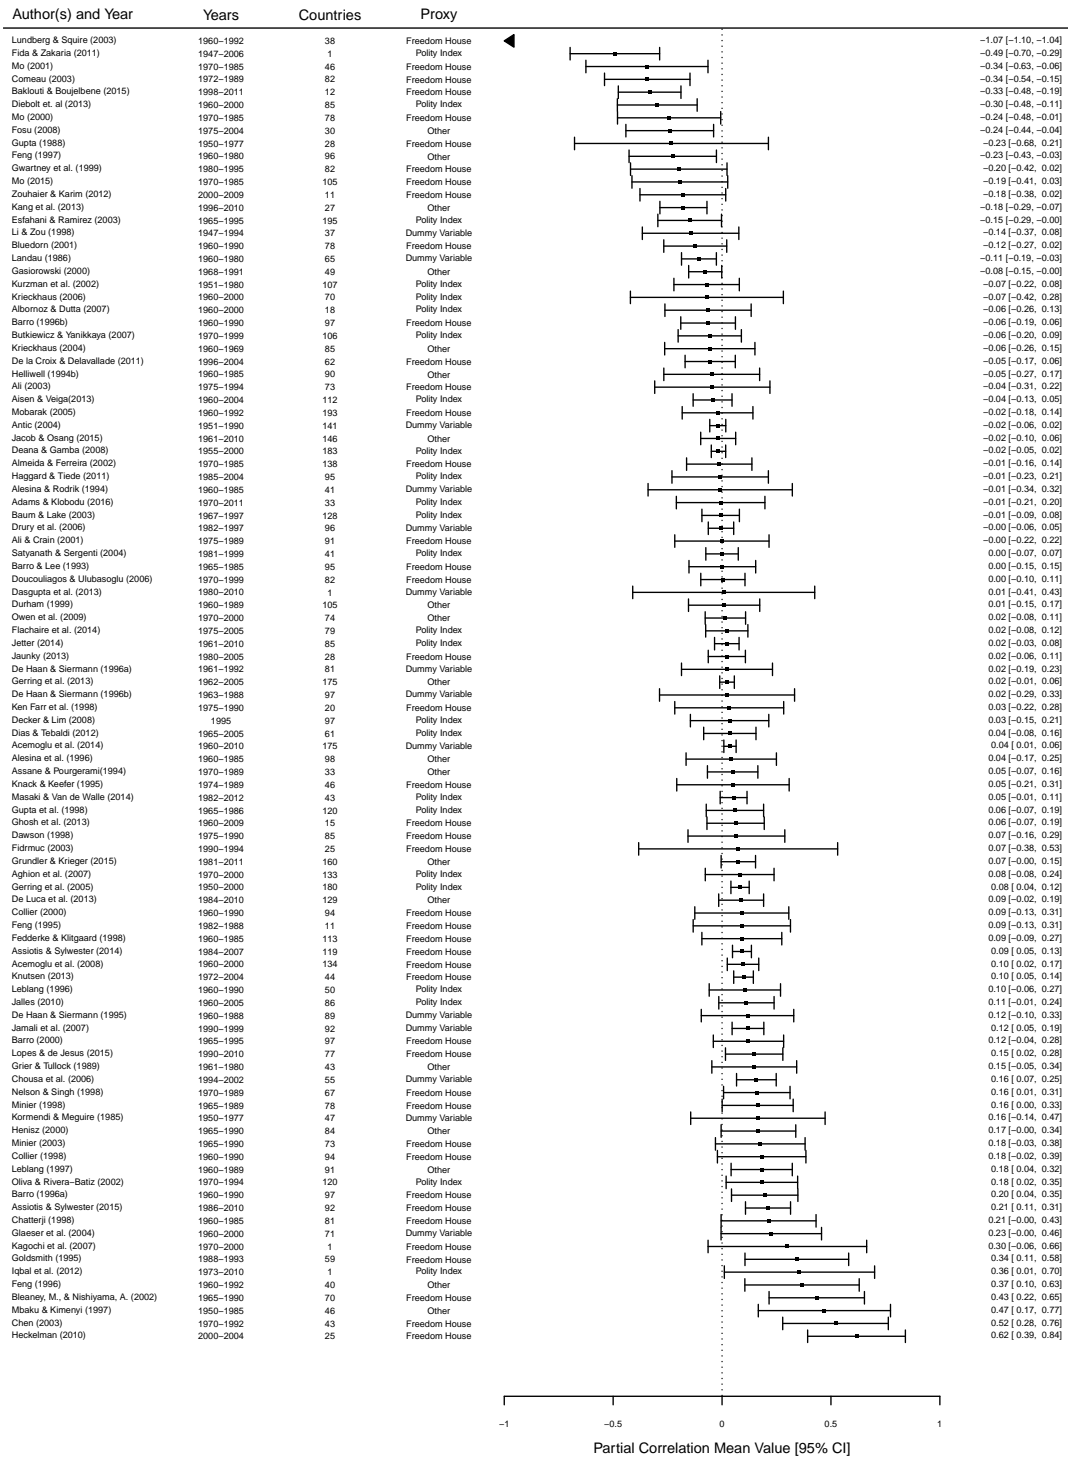 Author(s) and Year Years Countries Proxy
Lundberg & Squire (2003) 1960−1992 38 Freedom House −1.07 [−1.10, −1.04]
Fida & Zakaria (2011) 1947−2006 1 Polity Index −0.49 [−0.70, −0.29]
Mo (2001) 1970−1985 46 Freedom House −0.34 [−0.63, −0.06]
Comeau (2003) 1972−1989 82 Freedom House −0.34 [−0.54, −0.15]
Baklouti & Boujelbene (2015) 1998−2011 12 Freedom House −0.33 [−0.48, −0.19]
Diebolt et. al (2013) 1960−2000 85 Polity Index −0.30 [−0.48, −0.11]
Mo (2000) 1970−1985 78 Freedom House −0.24 [−0.48, −0.01]
Fosu (2008) 1975−2004 30 Other −0.24 [−0.44, −0.04]
Gupta (1988) 1950−1977 28 Freedom House −0.23 [−0.68, 0.21]
Feng (1997) 1960−1980 96 Other −0.23 [−0.43, −0.03]
Gwartney et al. (1999) 1980−1995 82 Freedom House −0.20 [−0.42, 0.02]
Mo (2015) 1970−1985 105 Freedom House −0.19 [−0.41, 0.03]
Zouhaier & Karim (2012) 2000−2009 11 Freedom House −0.18 [−0.38, 0.02]
Kang et al. (2013) 1996−2010 27 Other −0.18 [−0.29, −0.07]
Esfahani & Ramirez (2003) 1965−1995 195 Polity Index −0.15 [−0.29, −0.00]
Li & Zou (1998) 1947−1994 37 Dummy Variable −0.14 [−0.37, 0.08]
Bluedorn (2001) 1960−1990 78 Freedom House −0.12 [−0.27, 0.02]
Landau (1986) 1960−1980 65 Dummy Variable −0.11 [−0.19, −0.03]
Gasiorowski (2000) 1968−1991 49 Other −0.08 [−0.15, −0.00]
Kurzman et al. (2002) 1951−1980 107 Polity Index −0.07 [−0.22, 0.08]
Krieckhaus (2006) 1960−2000 70 Polity Index −0.07 [−0.42, 0.28]
Albornoz & Dutta (2007) 1960−2000 18 Polity Index −0.06 [−0.26, 0.13]
Barro (1996b) 1960−1990 97 Freedom House −0.06 [−0.19, 0.06]
Butkiewicz & Yanikkaya (2007) 1970−1999 106 Polity Index −0.06 [−0.20, 0.09]
Krieckhaus (2004) 1960−1969 85 Other −0.06 [−0.26, 0.15]
De la Croix & Delavallade (2011) 1996−2004 62 Freedom House −0.05 [−0.17, 0.06]
Helliwell (1994b) 1960−1985 90 Other −0.05 [−0.27, 0.17]
Ali (2003) 1975−1994 73 Freedom House −0.04 [−0.31, 0.22]
Aisen & Veiga(2013) 1960−2004 112 Polity Index −0.04 [−0.13, 0.05]
Mobarak (2005) 1960−1992 193 Freedom House −0.02 [−0.18, 0.14]
Antic (2004) 1951−1990 141 Dummy Variable −0.02 [−0.06, 0.02]
Jacob & Osang (2015) 1961−2010 146 Other −0.02 [−0.10, 0.06]
Deana & Gamba (2008) 1955−2000 183 Polity Index −0.02 [−0.05, 0.02]
Almeida & Ferreira (2002) 1970−1985 138 Freedom House −0.01 [−0.16, 0.14]
Haggard & Tiede (2011) 1985−2004 95 Polity Index −0.01 [−0.23, 0.21]
Alesina & Rodrik (1994) 1960−1985 41 Dummy Variable −0.01 [−0.34, 0.32]
Adams & Klobodu (2016) 1970−2011 33 Polity Index −0.01 [−0.21, 0.20]
Baum & Lake (2003) 1967−1997 128 Polity Index −0.01 [−0.09, 0.08]
Drury et al. (2006) 1982−1997 96 Dummy Variable −0.00 [−0.06, 0.05]
Ali & Crain (2001) 1975−1989 91 Freedom House −0.00 [−0.22, 0.22]
Satyanath & Sergenti (2004) 1981−1999 41 Polity Index 0.00 [−0.07, 0.07]
Barro & Lee (1993) 1965−1985 95 Freedom House 0.00 [−0.15, 0.15]
Doucouliagos & Ulubasoglu (2006) 1970−1999 82 Freedom House 0.00 [−0.10, 0.11]
Dasgupta et al. (2013) 1980−2010 1 Dummy Variable 0.01 [−0.41, 0.43]
Durham (1999) 1960−1989 105 Other 0.01 [−0.15, 0.17]
Owen et al. (2009) 1970−2000 74 Other 0.02 [−0.08, 0.11]
Flachaire et al. (2014) 1975−2005 79 Polity Index 0.02 [−0.08, 0.12]
Jetter (2014) 1961−2010 85 Polity Index 0.02 [−0.03, 0.08]
Jaunky (2013) 1980−2005 28 Freedom House 0.02 [−0.06, 0.11]
De Haan & Siermann (1996a) 1961−1992 81 Dummy Variable 0.02 [−0.19, 0.23]
Gerring et al. (2013) 1962−2005 175 Other 0.02 [−0.01, 0.06]
De Haan & Siermann (1996b) 1963−1988 97 Dummy Variable 0.02 [−0.29, 0.33]
Ken Farr et al. (1998) 1975−1990 20 Freedom House 0.03 [−0.22, 0.28]
Decker & Lim (2008) 1995 97 Polity Index 0.03 [−0.15, 0.21]
Dias & Tebaldi (2012) 1965−2005 61 Polity Index 0.04 [−0.08, 0.16]
Acemoglu et al. (2014) 1960−2010 175 Dummy Variable 0.04 [ 0.01, 0.06]
Alesina et al. (1996) 1960−1985 98 Other 0.04 [−0.17, 0.25]
Assane & Pourgerami(1994) 1970−1989 33 Other 0.05 [−0.07, 0.16]
Knack & Keefer (1995) 1974−1989 46 Freedom House 0.05 [−0.21, 0.31]
Masaki & Van de Walle (2014) 1982−2012 43 Polity Index 0.05 [−0.01, 0.11]
Gupta et al. (1998) 1965−1986 120 Polity Index 0.06 [−0.07, 0.19]
Ghosh et al. (2013) 1960−2009 15 Freedom House 0.06 [−0.07, 0.19]
Dawson (1998) 1975−1990 85 Freedom House 0.07 [−0.16, 0.29]
Fidrmuc (2003) 1990−1994 25 Freedom House 0.07 [−0.38, 0.53]
Grundler & Krieger (2015) 1981−2011 160 Other 0.07 [−0.00, 0.15]
Aghion et al. (2007) 1970−2000 133 Polity Index 0.08 [−0.08, 0.24]
Gerring et al. (2005) 1950−2000 180 Polity Index 0.08 [ 0.04, 0.12]
De Luca et al. (2013) 1984−2010 129 Other 0.09 [−0.02, 0.19]
Collier (2000) 1960−1990 94 Freedom House 0.09 [−0.13, 0.31]
Feng (1995) 1982−1988 11 Freedom House 0.09 [−0.13, 0.31]
Fedderke & Klitgaard (1998) 1960−1985 113 Freedom House 0.09 [−0.09, 0.27]
Assiotis & Sylwester (2014) 1984−2007 119 Freedom House 0.09 [ 0.05, 0.13]
Acemoglu et al. (2008) 1960−2000 134 Freedom House 0.10 [ 0.02, 0.17]
Knutsen (2013) 1972−2004 44 Freedom House 0.10 [ 0.05, 0.14]
Leblang (1996) 1960−1990 50 Polity Index 0.10 [−0.06, 0.27]
Jalles (2010) 1960−2005 86 Polity Index 0.11 [−0.01, 0.24]
De Haan & Siermann (1995) 1960−1988 89 Dummy Variable 0.12 [−0.10, 0.33]
Jamali et al. (2007) 1990−1999 92 Dummy Variable 0.12 [ 0.05, 0.19]
Barro (2000) 1965−1995 97 Freedom House 0.12 [−0.04, 0.28]
Lopes & de Jesus (2015) 1990−2010 77 Freedom House 0.15 [ 0.02, 0.28]
Grier & Tullock (1989) 1961−1980 43 Other 0.15 [−0.05, 0.34]
Chousa et al. (2006) 1994−2002 55 Dummy Variable 0.16 [ 0.07, 0.25]
Nelson & Singh (1998) 1970−1989 67 Freedom House 0.16 [ 0.01, 0.31]
Minier (1998) 1965−1989 78 Freedom House 0.16 [ 0.00, 0.33]
Kormendi & Meguire (1985) 1950−1977 47 Dummy Variable 0.16 [−0.14, 0.47]
Henisz (2000) 1965−1990 84 Other 0.17 [−0.00, 0.34]
Minier (2003) 1965−1990 73 Freedom House 0.18 [−0.03, 0.38]
Collier (1998) 1960−1990 94 Freedom House 0.18 [−0.02, 0.39]
Leblang (1997) 1960−1989 91 Other 0.18 [ 0.04, 0.32]
Oliva & Rivera−Batiz (2002) 1970−1994 120 Polity Index 0.18 [ 0.02, 0.35]
Barro (1996a) 1960−1990 97 Freedom House 0.20 [ 0.04, 0.35]
Assiotis & Sylwester (2015) 1986−2010 92 Freedom House 0.21 [ 0.11, 0.31]
Chatterji (1998) 1960−1985 81 Freedom House 0.21 [−0.00, 0.43]
Glaeser et al. (2004) 1960−2000 71 Dummy Variable 0.23 [−0.00, 0.46]
Kagochi et al. (2007) 1970−2000 1 Freedom House 0.30 [−0.06, 0.66]
Goldsmith (1995) 1988−1993 59 Freedom House 0.34 [ 0.11, 0.58]
Iqbal et al. (2012) 1973−2010 1 Polity Index 0.36 [ 0.01, 0.70]
Feng (1996) 1960−1992 40 Other 0.37 [ 0.10, 0.63]
Bleaney, M., & Nishiyama, A. (2002) 1965−1990 70 Freedom House 0.43 [ 0.22, 0.65]
Mbaku & Kimenyi (1997) 1950−1985 46 Other 0.47 [ 0.17, 0.77]
Chen (2003) 1970−1992 43 Freedom House 0.52 [ 0.28, 0.76]
Heckelman (2010) 2000−2004 25 Freedom House 0.62 [ 0.39, 0.84]
−1 −0.5 0 0.5 1
Partial Correlation Mean Value [95% CI]